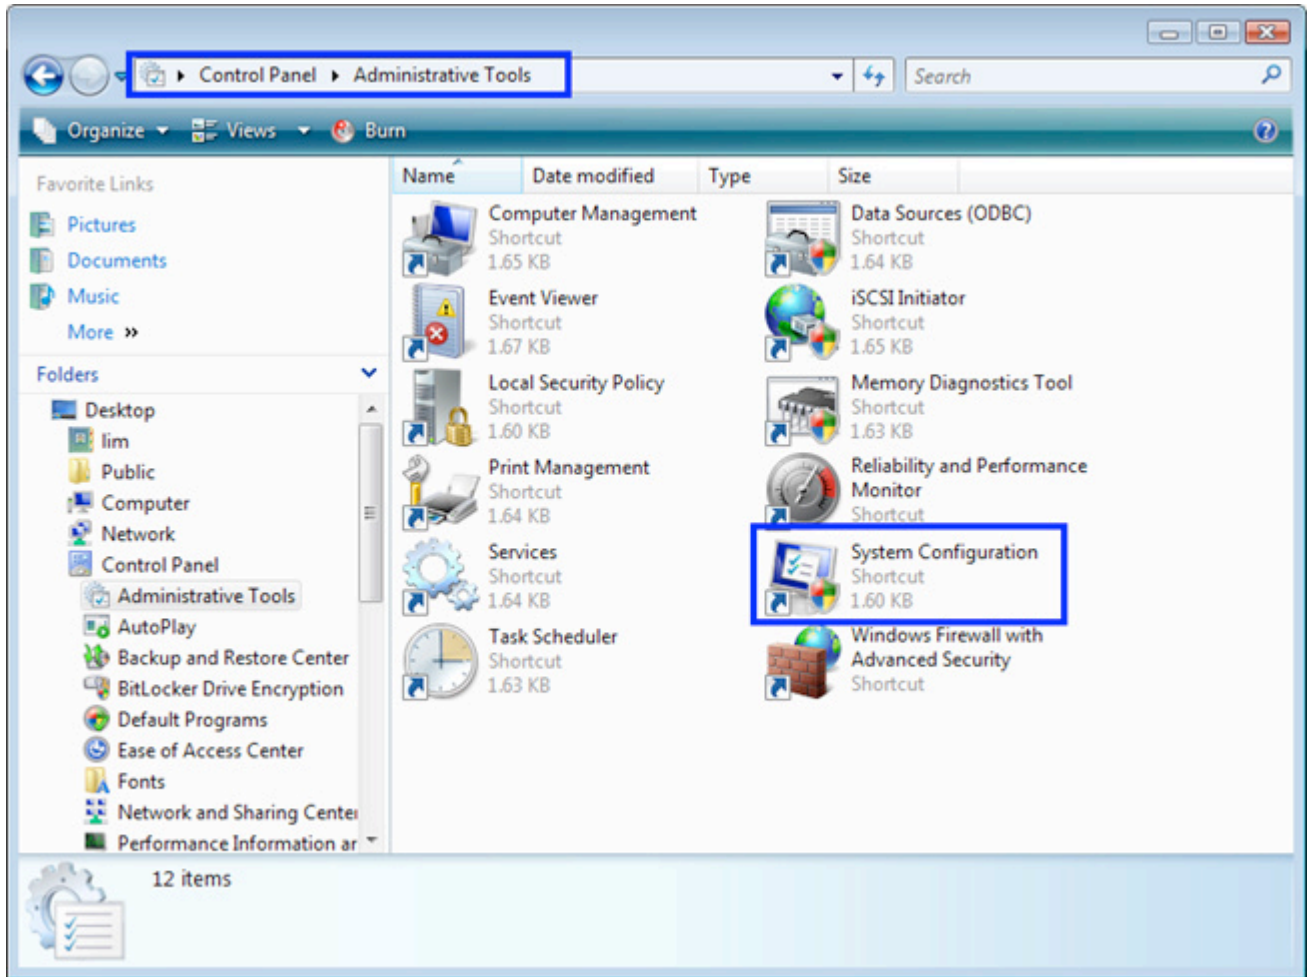 Control Panel Administrative Tools
Search
Organize Views Burn
Favorite Links
Pictures
Documents
Music
More »
Folders
Desktop
lim
Public
Computer
Network
Control Panel
Administrative Tools
AutoPlay
Backup and Restore Center
BitLocker Drive Encryption
Default Programs
Ease of Access Center
Fonts
Network and Sharing Center
Performance Information ar
Name Date modified Type Size
Computer Management
Shortcut
1.65 KB
Data Sources (ODBC)
Shortcut
1.64 KB
Event Viewer
Shortcut
1.67 KB
iSCSI Initiator
Shortcut
1.65 KB
Local Security Policy
Shortcut
1.60 KB
Memory Diagnostics Tool
Shortcut
1.63 KB
Print Management
Shortcut
1.64 KB
Reliability and Performance
Monitor
Shortcut
Services
Shortcut
1.64 KB
System Configuration
Shortcut
1.60 KB
Task Scheduler
Shortcut
1.63 KB
Windows Firewall with
Advanced Security
Shortcut
12 items